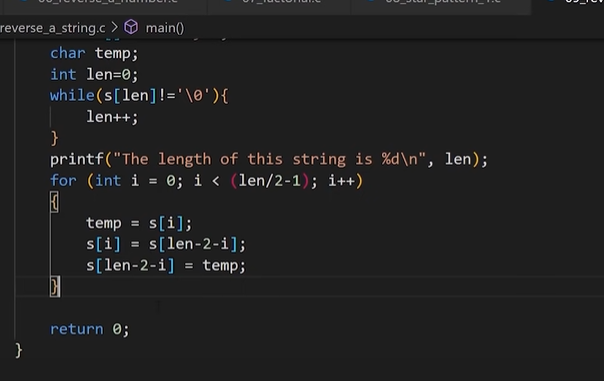 reverse_a_string.c > main()
char temp;
int len=0;
while(s[len]!='\0'){
len++;
}
printf("The length of this string is %d\n", len);
for (int i = 0; i < (len/2-1); i++)
{
temp = s[i];
s[i] = s[len-2-i];
s[len-2-i] = temp;
}
return 0;
}